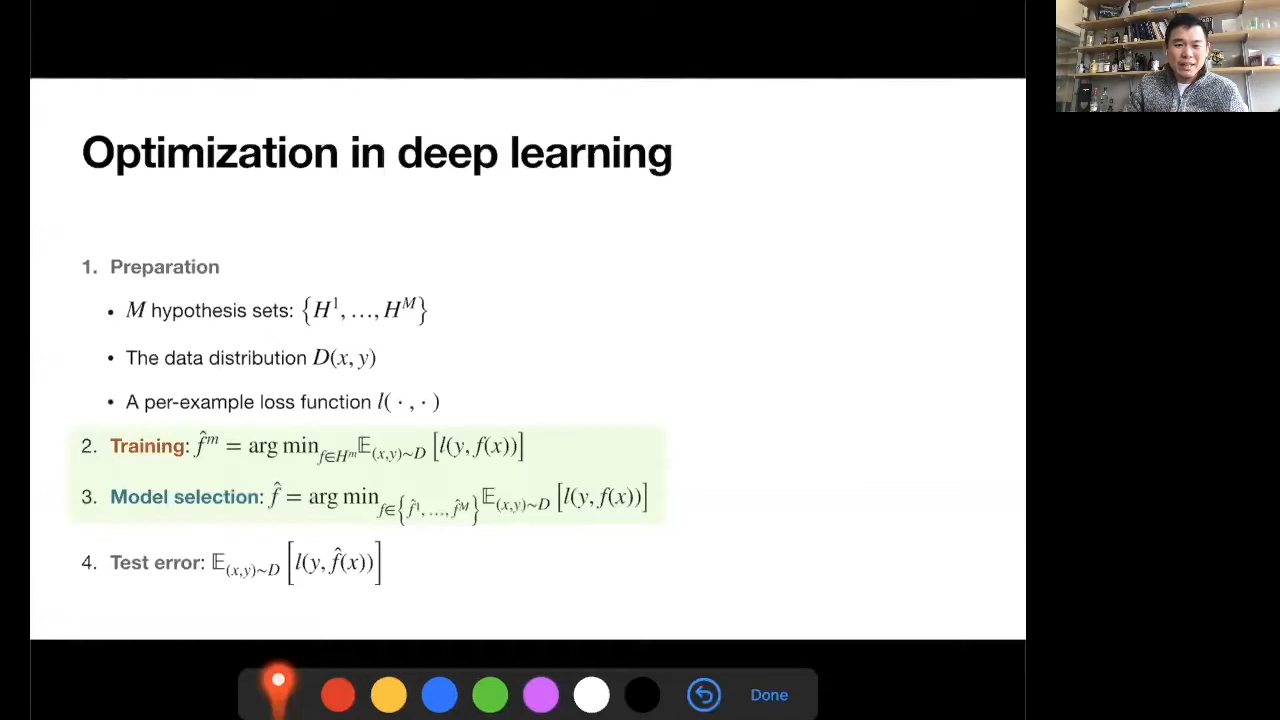 Optimization in deep learning
1. Preparation
• M hypothesis sets: {H¹, …, Hᴹ}
• The data distribution D(x, y)
• A per-example loss function l( · , · )
2. Training: f̂ᵐ = arg min_{f∈Hᵐ} 𝔼_{(x,y)∼D} [l(y, f(x))]
3. Model selection: f̂ = arg min_{f∈{f̂¹, …, f̂ᴹ}} 𝔼_{(x,y)∼D} [l(y, f(x))]
4. Test error: 𝔼_{(x,y)∼D} [l(y, f̂(x))]
Done